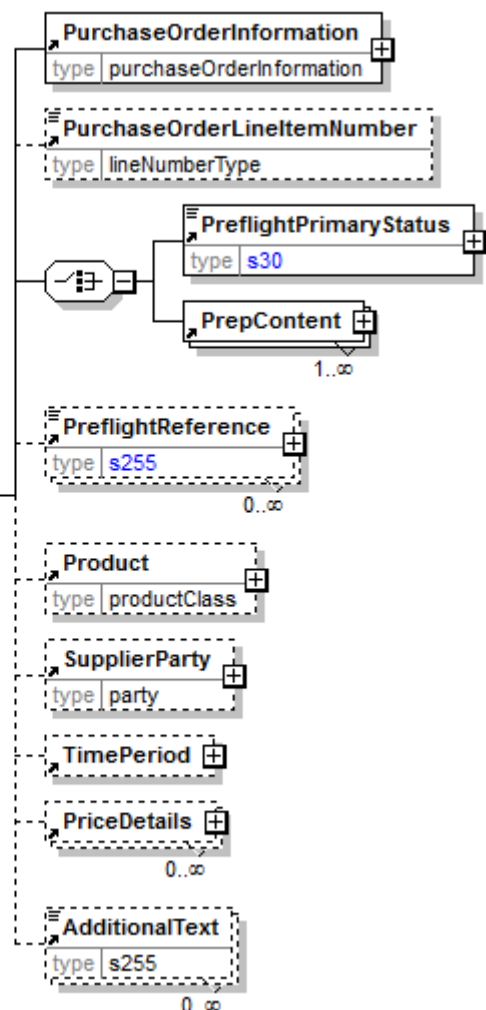 PurchaseOrderInformation
type purchaseOrderInformation
PurchaseOrderLineItemNumber
type lineNumberType
PreflightPrimaryStatus
type s30
PrepContent
1..∞
PreflightReference
type s255
0..∞
Product
type productClass
SupplierParty
type party
TimePeriod
PriceDetails
0..∞
AdditionalText
type s255
0..∞